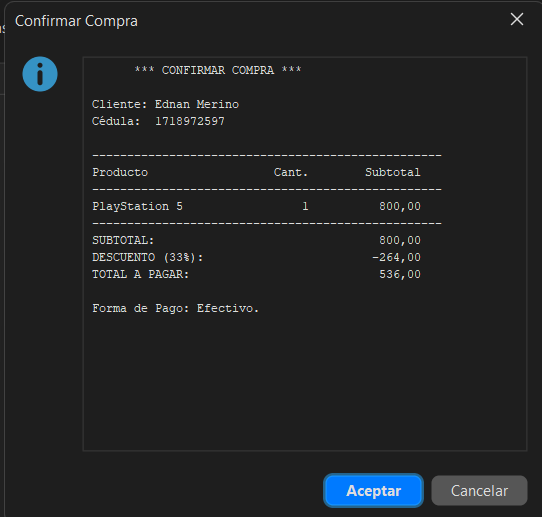 Confirmar Compra
*** CONFIRMAR COMPRA ***
Cliente: Ednan Merino
Cédula: 1718972597
--------------------------------------------------
Producto Cant. Subtotal
--------------------------------------------------
PlayStation 5 1 800,00
--------------------------------------------------
SUBTOTAL: 800,00
DESCUENTO (33%): -264,00
TOTAL A PAGAR: 536,00
Forma de Pago: Efectivo.
Aceptar Cancelar